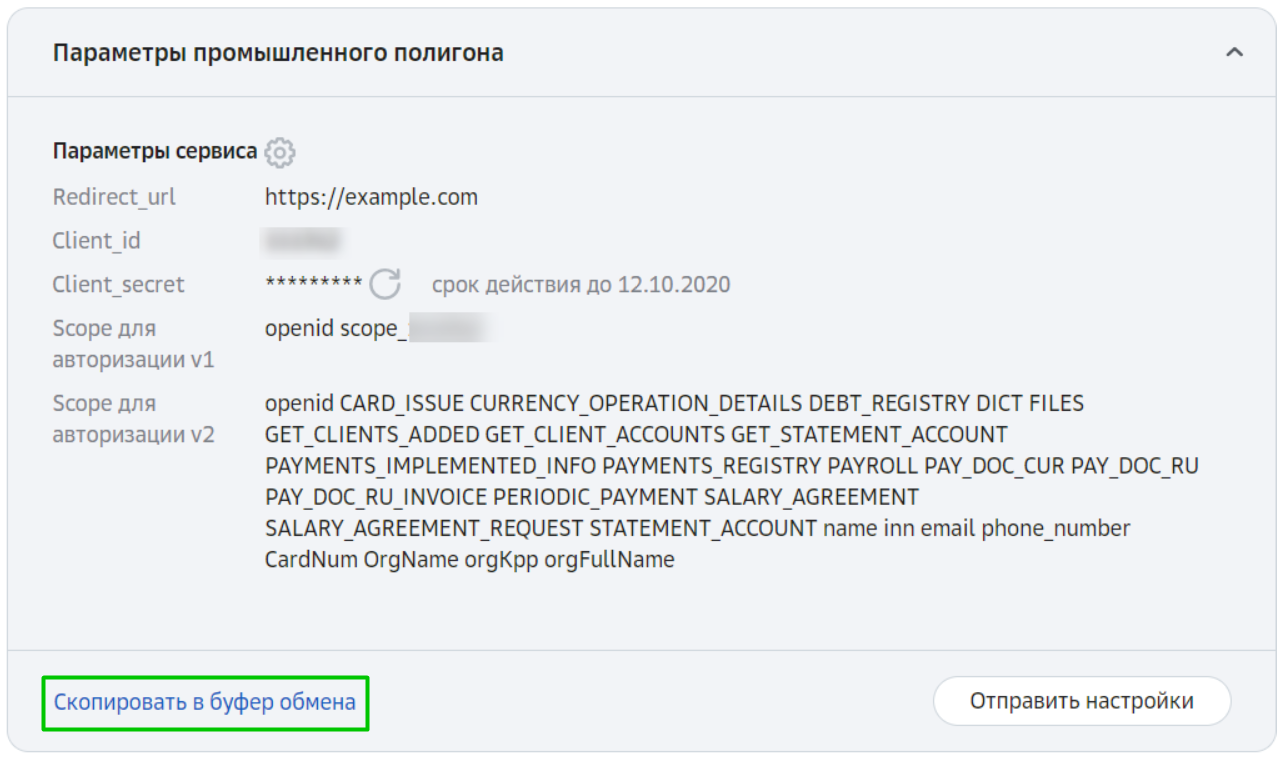 Параметры промышленного полигона
Параметры сервиса
Redirect_url https://example.com
Client_id
Client_secret ********* срок действия до 12.10.2020
Scope для авторизации v1 openid scope_
Scope для авторизации v2 openid CARD_ISSUE CURRENCY_OPERATION_DETAILS DEBT_REGISTRY DICT FILES
GET_CLIENTS_ADDED GET_CLIENT_ACCOUNTS GET_STATEMENT_ACCOUNT
PAYMENTS_IMPLEMENTED_INFO PAYMENTS_REGISTRY PAYROLL PAY_DOC_CUR PAY_DOC_RU
PAY_DOC_RU_INVOICE PERIODIC_PAYMENT SALARY_AGREEMENT
SALARY_AGREEMENT_REQUEST STATEMENT_ACCOUNT name inn email phone_number
CardNum OrgName orgKpp orgFullName
Скопировать в буфер обмена Отправить настройки